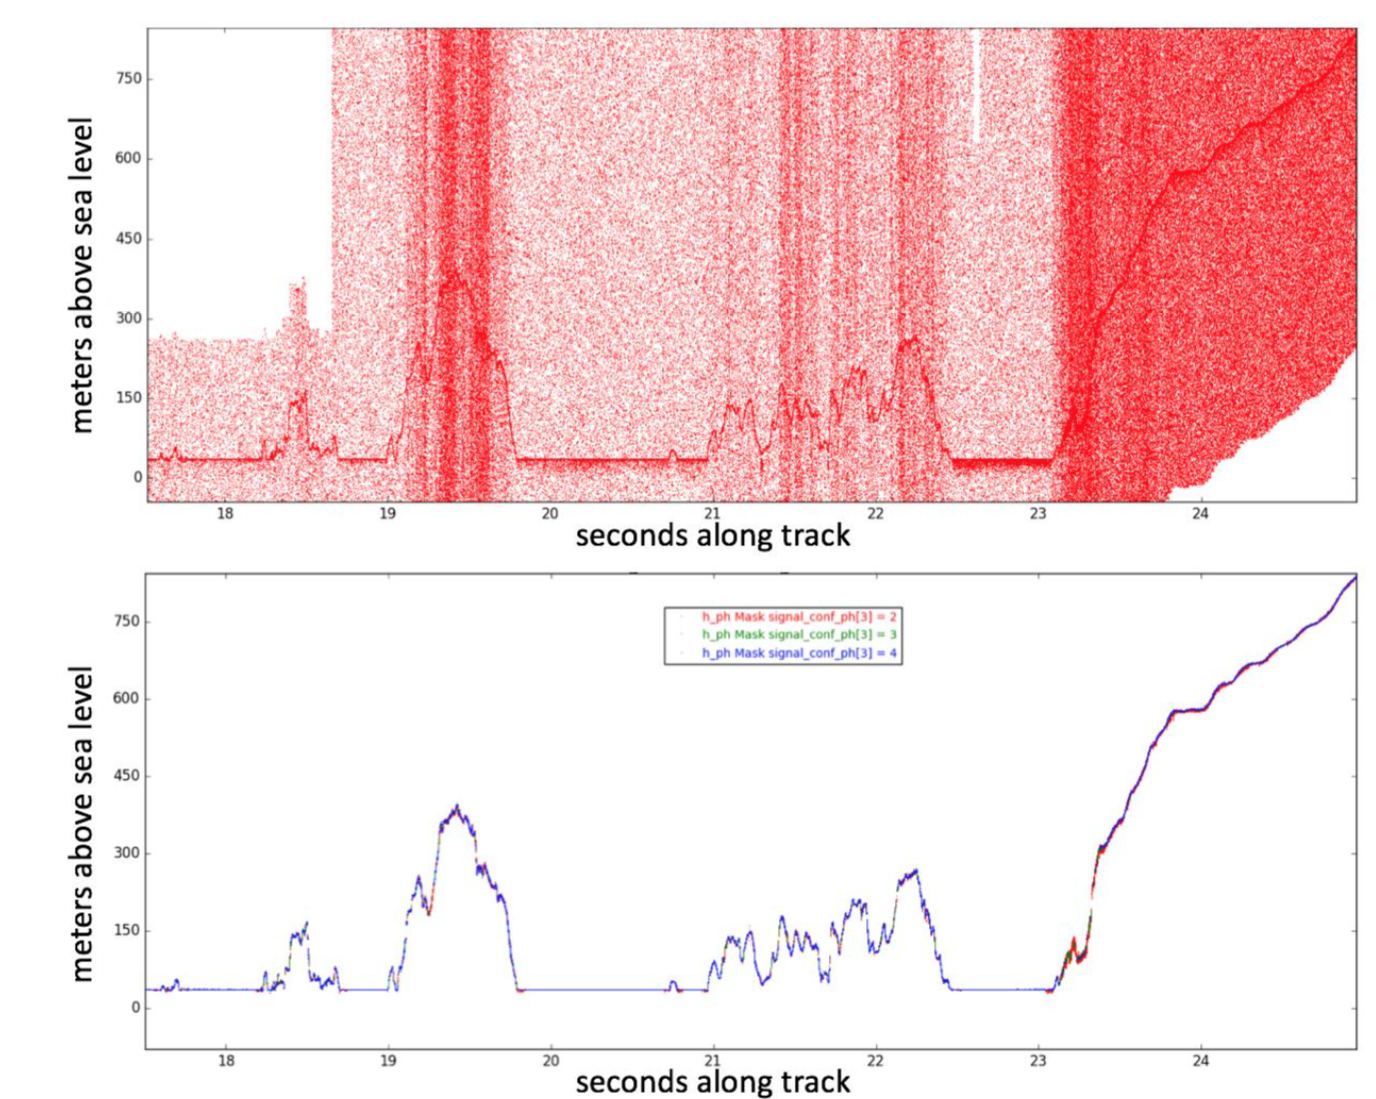 meters above sea level
750
600
450
300
150
0
18 19 20 21 22 23 24
seconds along track
meters above sea level
750
600
450
300
150
0
h_ph Mask signal_conf_ph[3] = 2
h_ph Mask signal_conf_ph[3] = 3
h_ph Mask signal_conf_ph[3] = 4
18 19 20 21 22 23 24
seconds along track